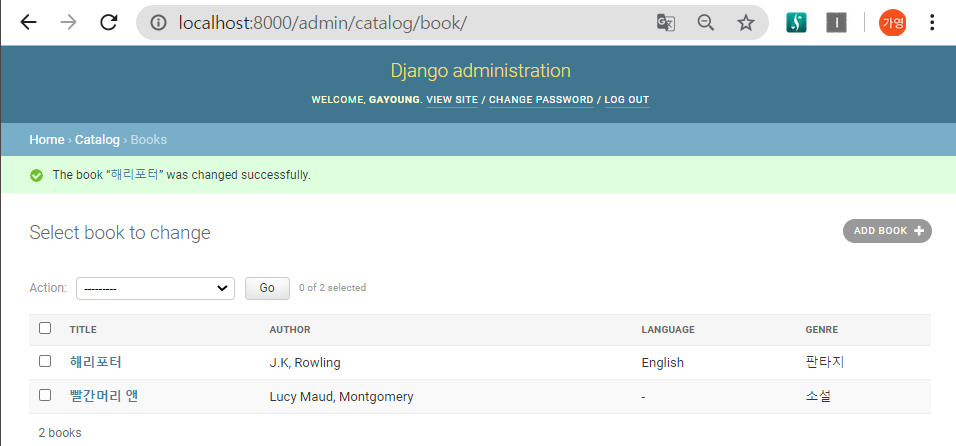 localhost:8000/admin/catalog/book/
가영
Django administration
WELCOME, GAYOUNG. VIEW SITE / CHANGE PASSWORD / LOG OUT
Home › Catalog › Books
The book “해리포터” was changed successfully.
Select book to change
ADD BOOK +
Action: --------- Go 0 of 2 selected
TITLE AUTHOR LANGUAGE GENRE
해리포터 J.K, Rowling English 판타지
빨간머리 앤 Lucy Maud, Montgomery - 소설
2 books